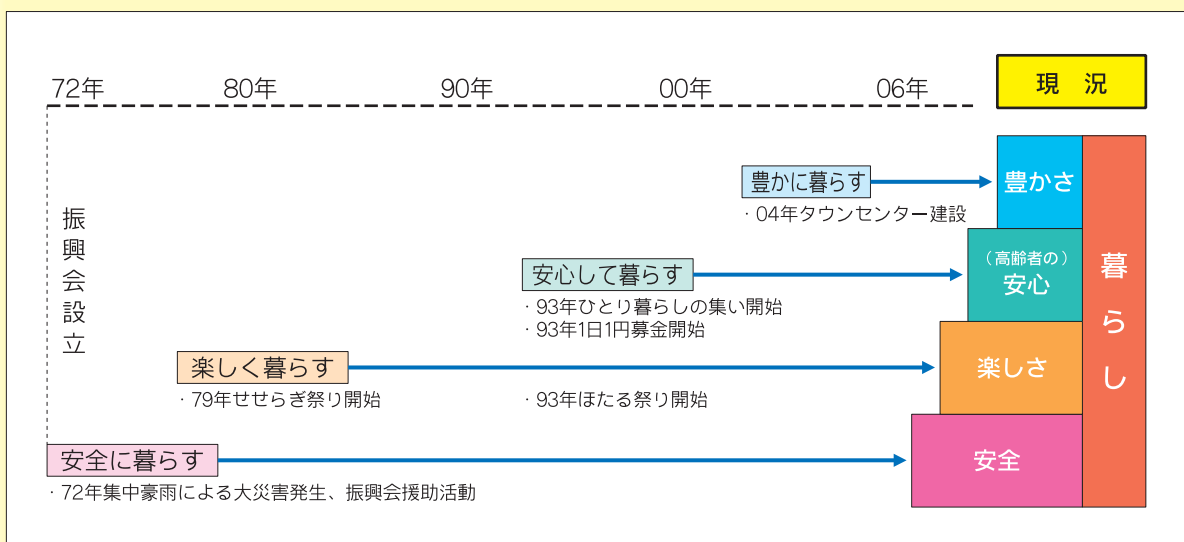 72年 80年 90年 00年 06年 現 況
振興会設立
豊かに暮らす 豊かさ
・04年タウンセンター建設
安心して暮らす (高齢者の)
安心
・93年ひとり暮らしの集い開始
・93年1日1円募金開始
楽しく暮らす 楽しさ
・79年せせらぎ祭り開始 ・93年ほたる祭り開始
安全に暮らす 安全
・72年集中豪雨による大災害発生、振興会援助活動
暮らし